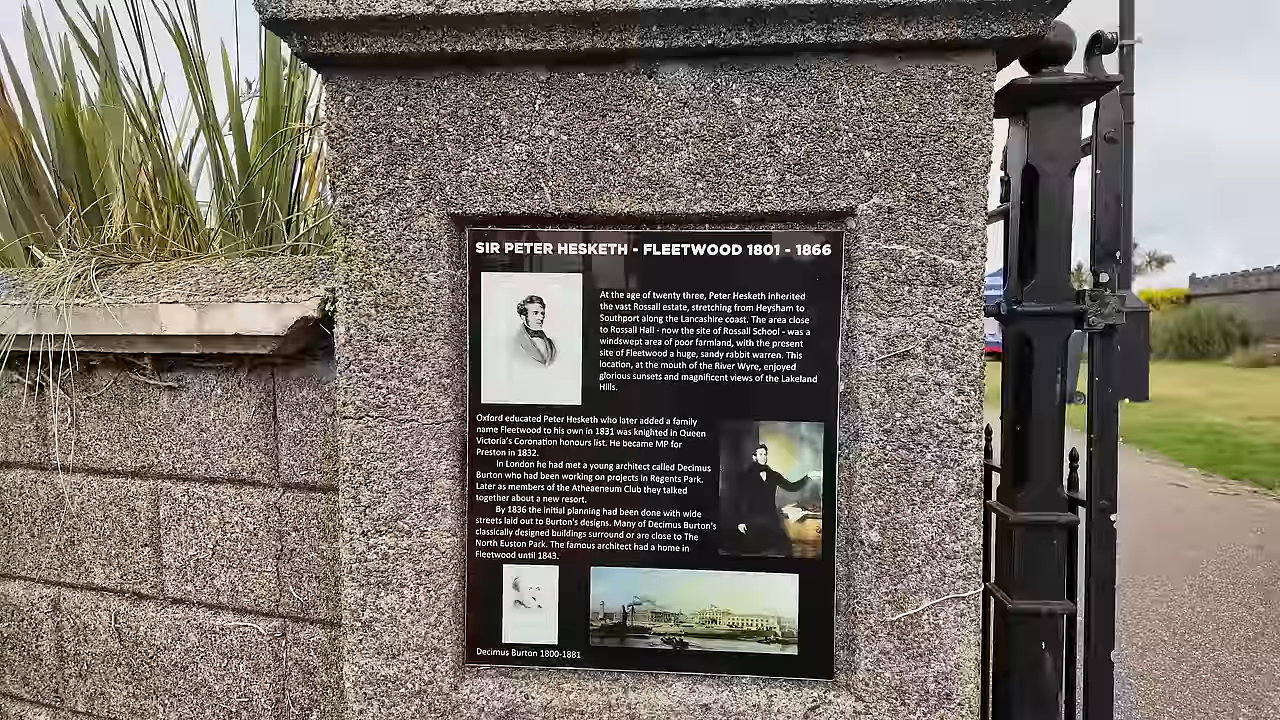 SIR PETER HESKETH - FLEETWOOD 1801 - 1866
At the age of twenty three, Peter Hesketh inherited
the vast Rossall estate, stretching from Heysham to
Southport along the Lancashire coast. The area close
to Rossall Hall - now the site of Rossall School - was a
windswept area of poor farmland, with the present
site of Fleetwood a huge, sandy rabbit warren. This
location, at the mouth of the River Wyre, enjoyed
glorious sunsets and magnificent views of the Lakeland
Hills.
Oxford educated Peter Hesketh who later added a family
name Fleetwood to his own in 1831 was knighted in Queen
Victoria's Coronation honours list. He became MP for
Preston in 1832.
In London he had met a young architect called Decimus
Burton who had been working on projects in Regents Park.
Later as members of the Atheaeneum Club they talked
together about a new resort.
By 1836 the initial planning had been done with wide
streets laid out to Burton's designs. Many of Decimus Burton's
classically designed buildings surround or are close to The
North Euston Park. The famous architect had a home in
Fleetwood until 1843.
Decimus Burton 1800-1881